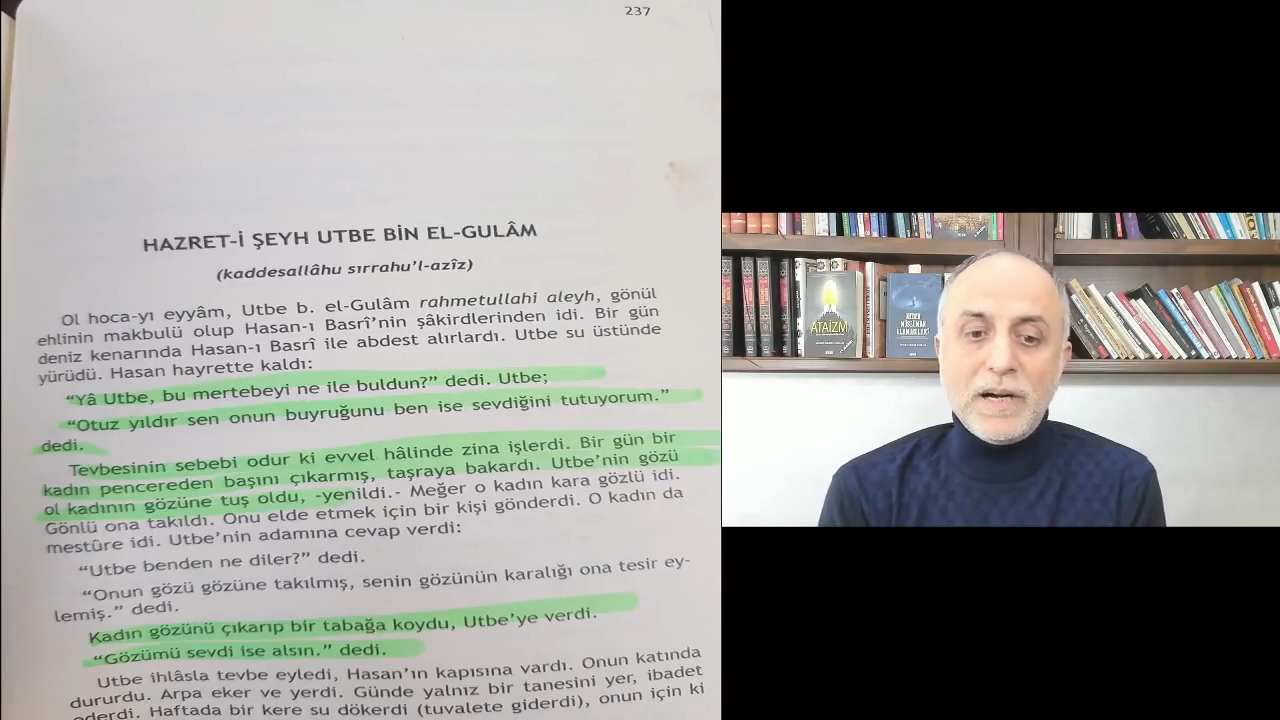 237
HAZRET-İ ŞEYH UTBE BİN EL-GULÂM
(kaddesallâhu sırrahu’l-azîz)
Ol hoca-yı eyyâm, Utbe b. el-Gulâm rahmetullahi aleyh, gönül
ehlinin makbulü olup Hasan-ı Basrî’nin şâkirdlerinden idi. Bir gün
deniz kenarında Hasan-ı Basrî ile abdest alırlardı. Utbe su üstünde
yürüdü. Hasan hayrette kaldı:
“Yâ Utbe, bu mertebeyi ne ile buldun?” dedi. Utbe;
“Otuz yıldır sen onun buyruğunu ben ise sevdiğini tutuyorum.”
dedi.
Tevbesinin sebebi odur ki evvel hâlinde zina işlerdi. Bir gün bir
kadın pencereden başını çıkarmış, taşraya bakardı. Utbe’nin gözü
ol kadının gözüne tuş oldu, -yenildi.- Meğer o kadın kara gözlü idi.
Gönlü ona takıldı. Onu elde etmek için bir kişi gönderdi. O kadın da
mestûre idi. Utbe’nin adamına cevap verdi:
“Utbe benden ne diler?” dedi.
“Onun gözü gözüne takılmış, senin gözünün karalığı ona tesir ey-
lemiş.” dedi.
Kadın gözünü çıkarıp bir tabağa koydu, Utbe’ye verdi.
“Gözümü sevdi ise alsın.” dedi.
Utbe ihlâsla tevbe eyledi, Hasan’ın kapısına vardı. Onun katında
dururdu. Arpa eker ve yerdi. Günde yalnız bir tanesini yer, ibadet
ederdi. Haftada bir kere su dökerdi (tuvalete giderdi), onun için ki
ATAİZM
NEDEN
MÜSLÜMAN
OLAMADILAR?